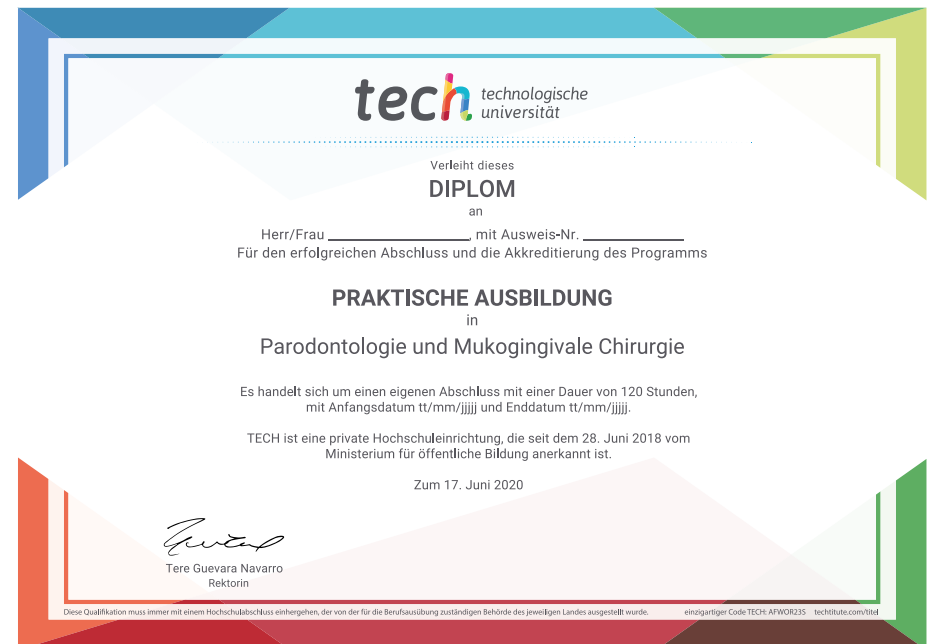 tech technologische
universität
Verleiht dieses
DIPLOM
an
Herr/Frau ____________________, mit Ausweis-Nr. __________________
Für den erfolgreichen Abschluss und die Akkreditierung des Programms
PRAKTISCHE AUSBILDUNG
in
Parodontologie und Mukogingivale Chirurgie
Es handelt sich um einen eigenen Abschluss mit einer Dauer von 120 Stunden,
mit Anfangsdatum tt/mm/jjjjj und Enddatum tt/mm/jjjjj.
TECH ist eine private Hochschuleinrichtung, die seit dem 28. Juni 2018 vom
Ministerium für öffentliche Bildung anerkannt ist.
Zum 17. Juni 2020
Tere Guevara Navarro
Rektorin
Diese Qualifikation muss immer mit einem Hochschulabschluss einhergehen, der von der für die Berufsausübung zuständigen Behörde des jeweiligen Landes ausgestellt wurde. einzigartiger Code TECH: AFWOR23S techtitute.com/titel